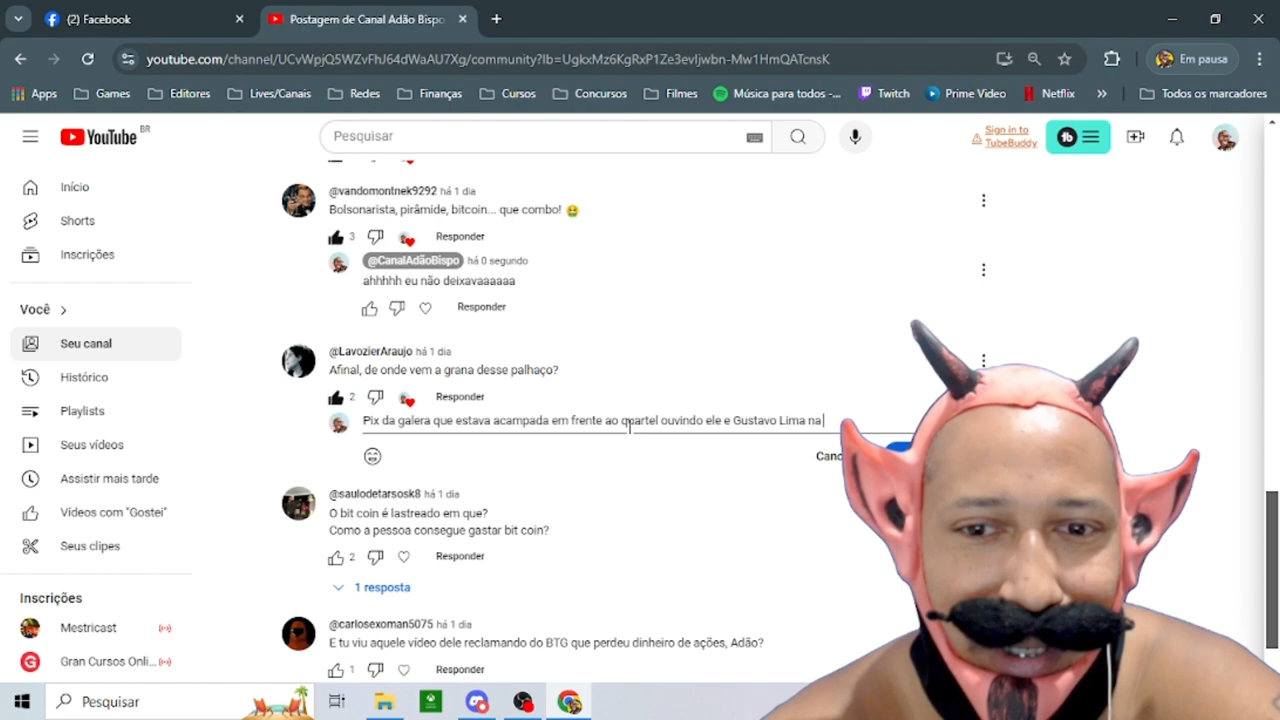 (2) Facebook
Postagem de Canal Adão Bispo
youtube.com/channel/UCvWpjQ5WZvFhJ64dWaAU7Xg/community?lb=UgkxMz6KgRxP1Ze3evIjwbn-Mw1HmQATcnsK
Em pausa
Apps
Games
Editores
Lives/Canais
Redes
Finanças
Cursos
Concursos
Filmes
Música para todos -...
Twitch
Prime Video
Netflix
Todos os marcadores
YouTube BR
Pesquisar
Sign in to
TubeBuddy
tb
Início
Shorts
Inscrições
Você
Seu canal
Histórico
Playlists
Seus vídeos
Assistir mais tarde
Vídeos com "Gostei"
Seus clipes
Inscrições
Mestricast
Gran Cursos Onli...
@vandomontnek9292 há 1 dia
Bolsonarista, pirâmide, bitcoin... que combo!
3
Responder
@CanalAdãoBispo há 0 segundo
ahhhhh eu não deixavaaaaaa
Responder
@LavozierAraujo há 1 dia
Afinal, de onde vem a grana desse palhaço?
2
Responder
Pix da galera que estava acampada em frente ao quartel ouvindo ele e Gustavo Lima na
Canc
@saulodetarsosk8 há 1 dia
O bit coin é lastreado em que?
Como a pessoa consegue gastar bit coin?
2
Responder
1 resposta
@carlosexoman5075 há 1 dia
E tu viu aquele vídeo dele reclamando do BTG que perdeu dinheiro de ações, Adão?
1
Responder
Pesquisar